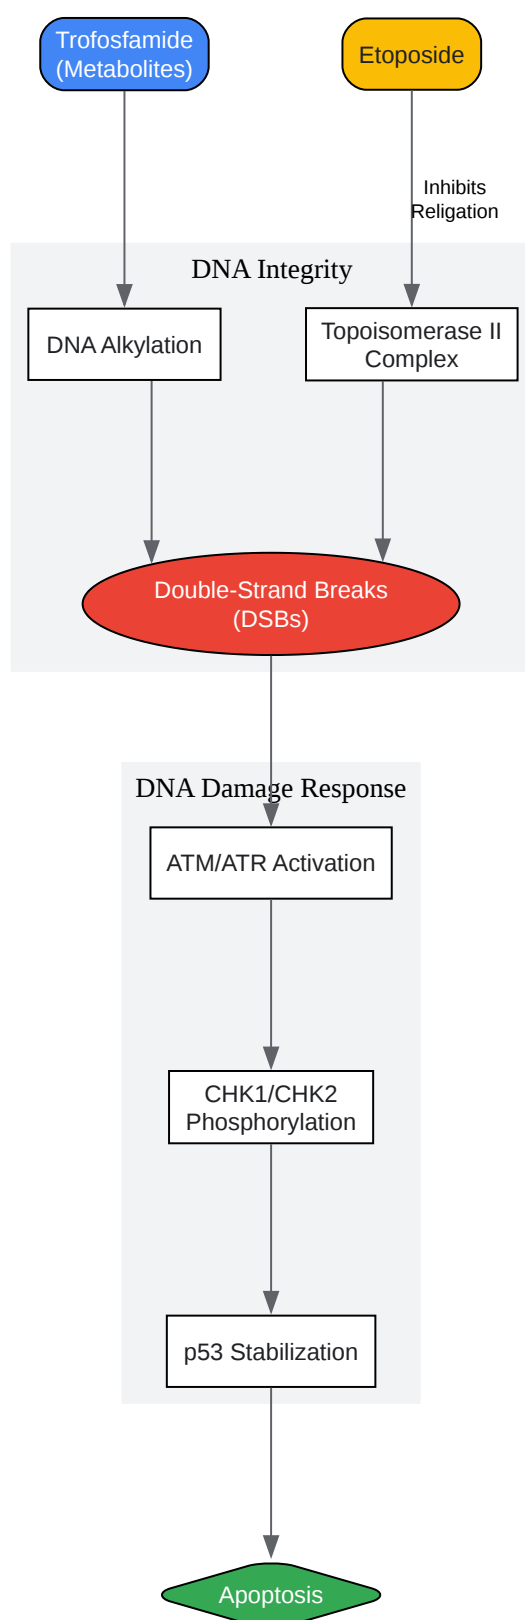 Trofosfamide
(Metabolites)
Etoposide
Inhibits
Religation
DNA Integrity
DNA Alkylation
Topoisomerase II
Complex
Double-Strand Breaks
(DSBs)
DNA Damage Response
ATM/ATR Activation
CHK1/CHK2
Phosphorylation
p53 Stabilization
Apoptosis